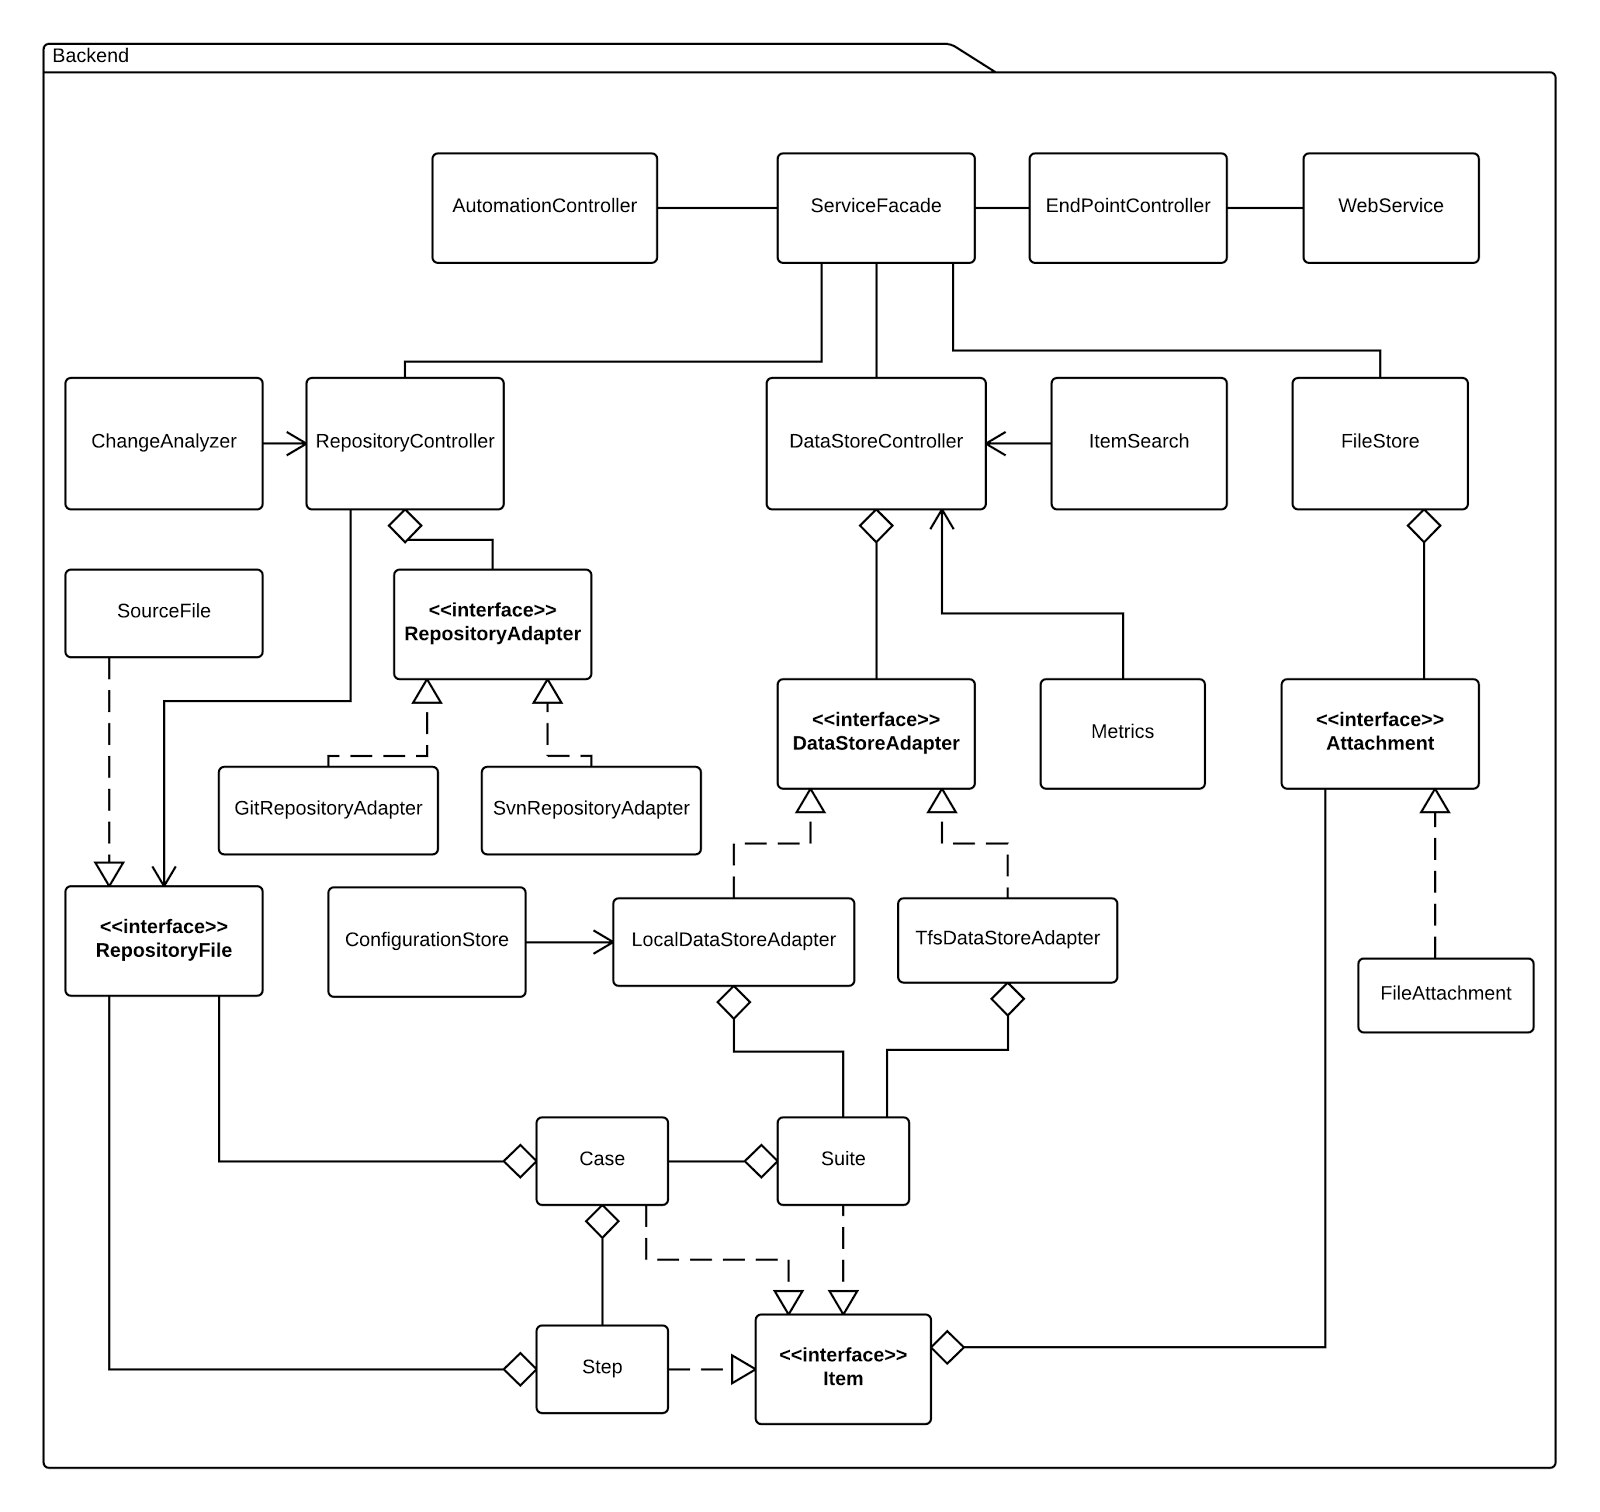 Backend
AutomationController
ServiceFacade
EndPointController
WebService
ChangeAnalyzer
RepositoryController
DataStoreController
ItemSearch
FileStore
SourceFile
<<interface>>
RepositoryAdapter
<<interface>>
DataStoreAdapter
Metrics
<<interface>>
Attachment
GitRepositoryAdapter
SvnRepositoryAdapter
<<interface>>
RepositoryFile
ConfigurationStore
LocalDataStoreAdapter
TfsDataStoreAdapter
FileAttachment
Case
Suite
Step
<<interface>>
Item